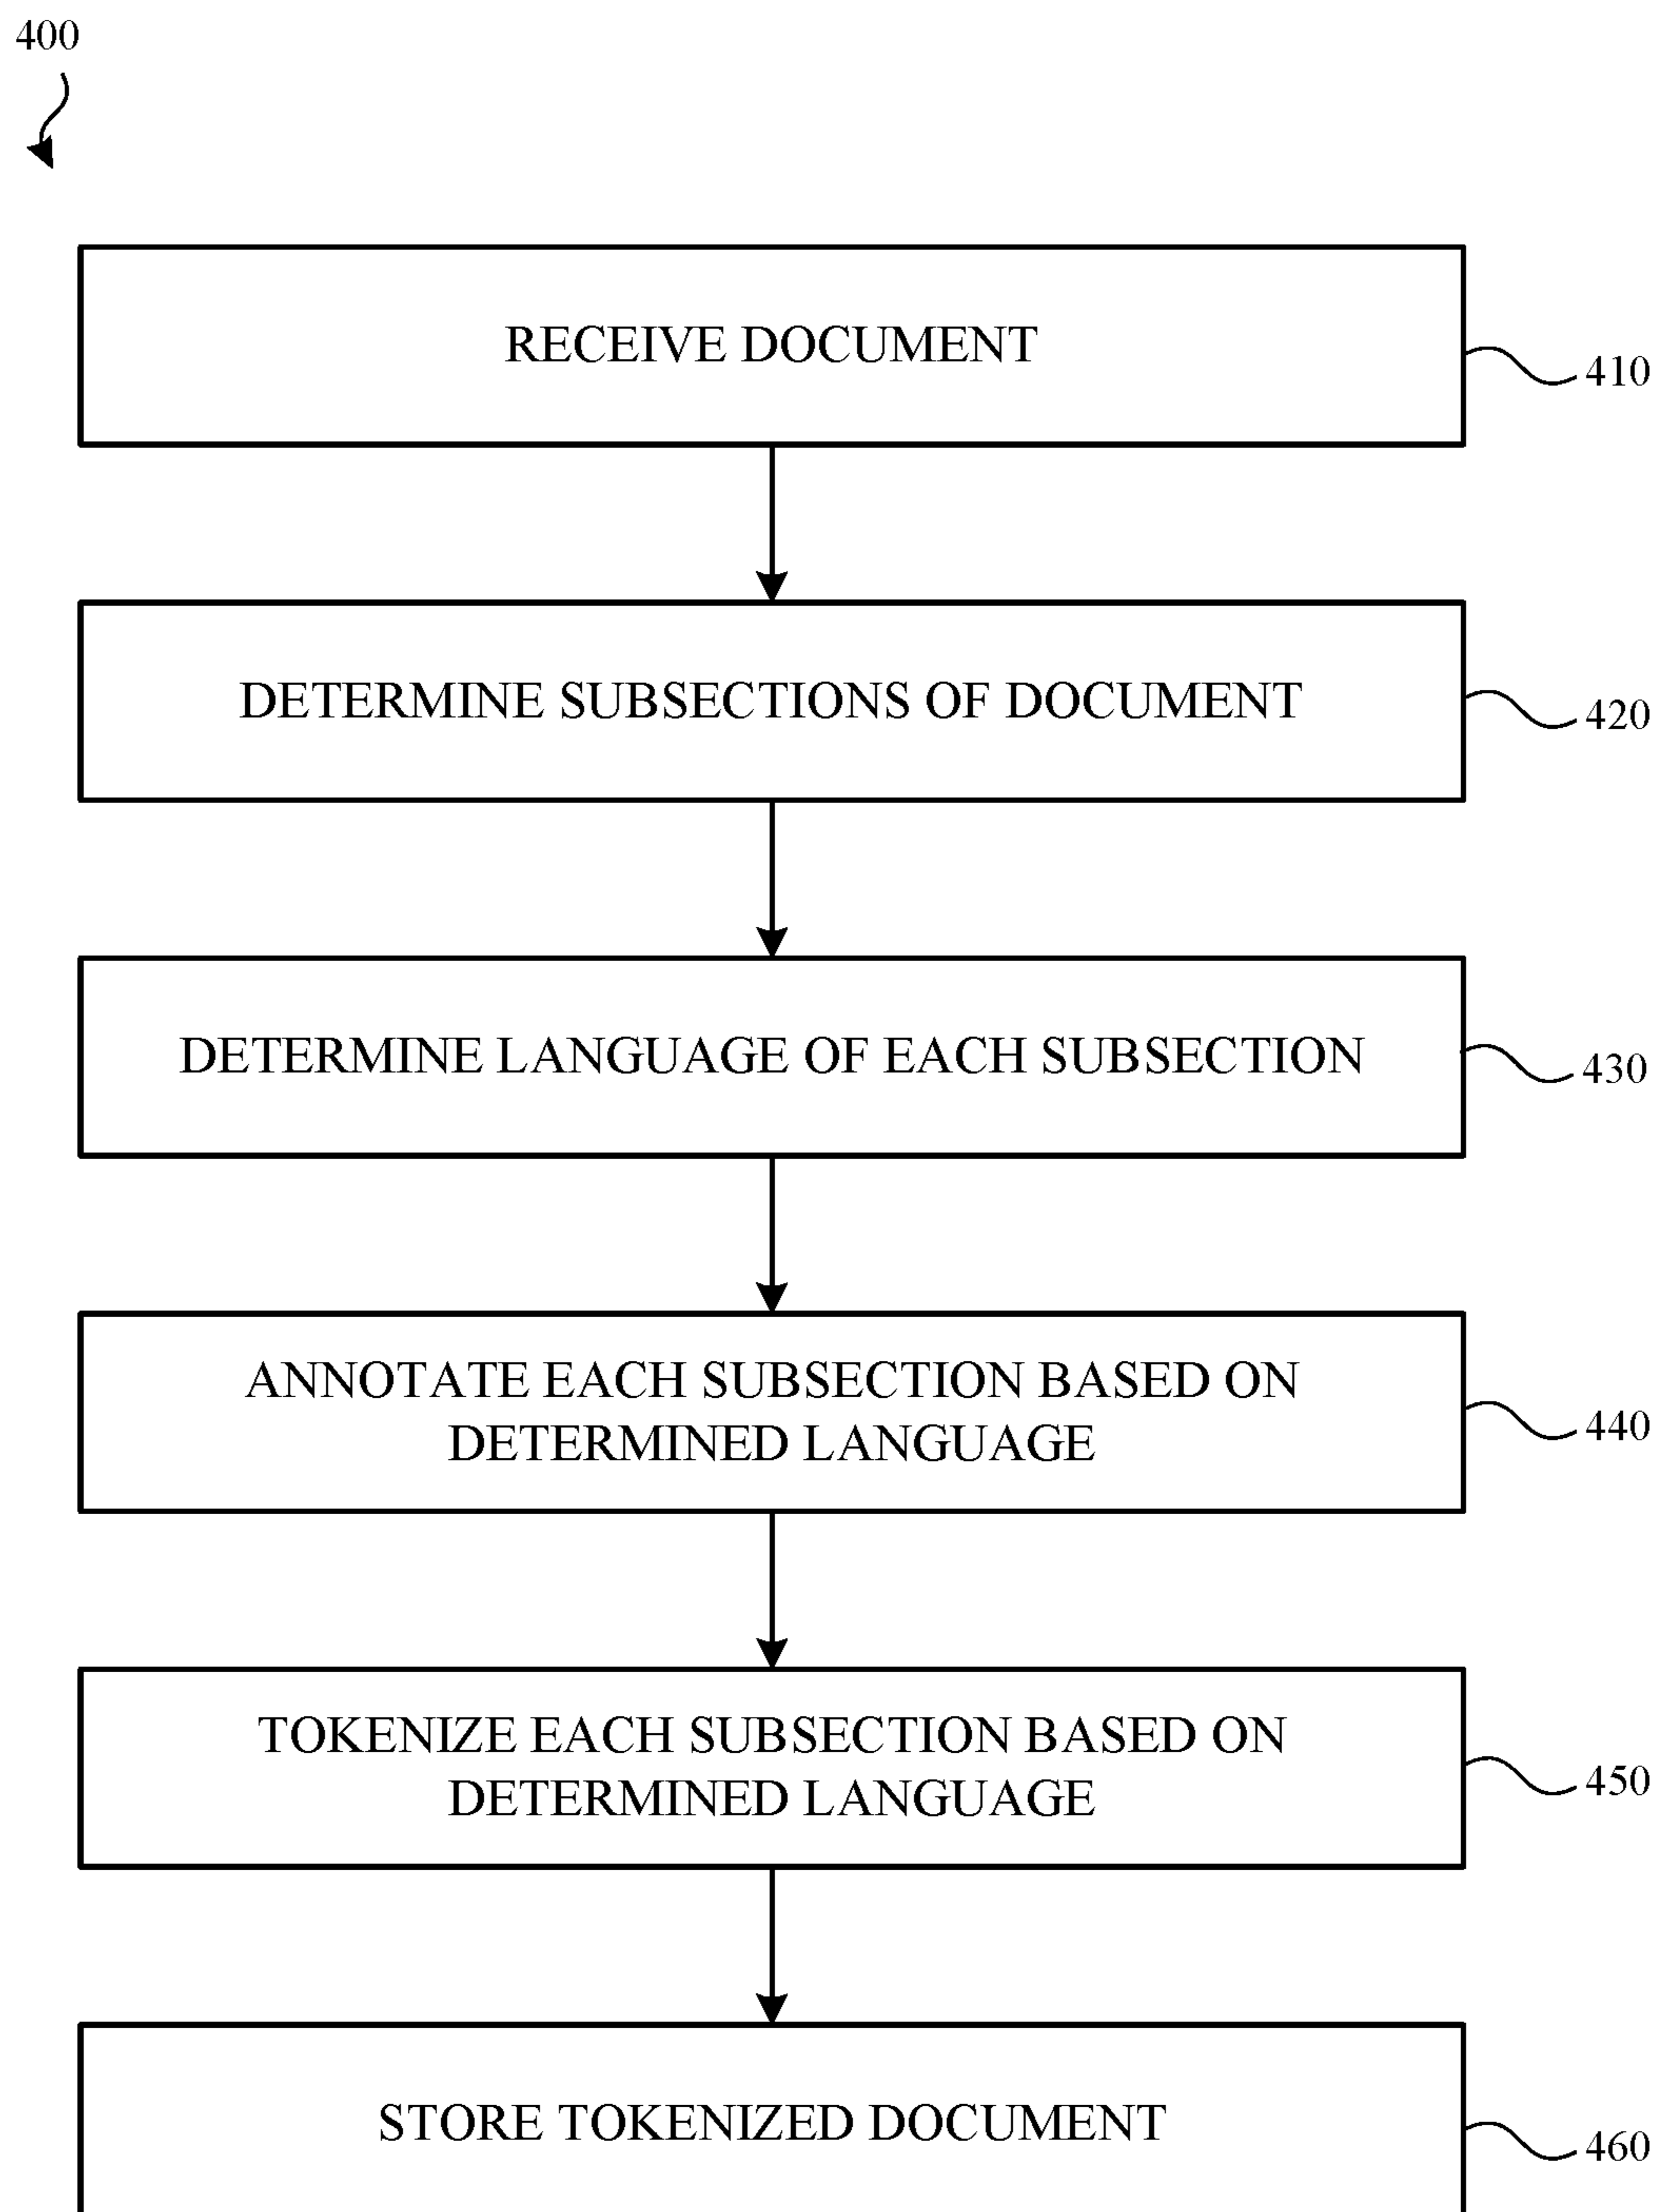 400
RECEIVE DOCUMENT
410
DETERMINE SUBSECTIONS OF DOCUMENT
420
DETERMINE LANGUAGE OF EACH SUBSECTION
430
ANNOTATE EACH SUBSECTION BASED ON
DETERMINED LANGUAGE
440
TOKENIZE EACH SUBSECTION BASED ON
DETERMINED LANGUAGE
450
STORE TOKENIZED DOCUMENT
460